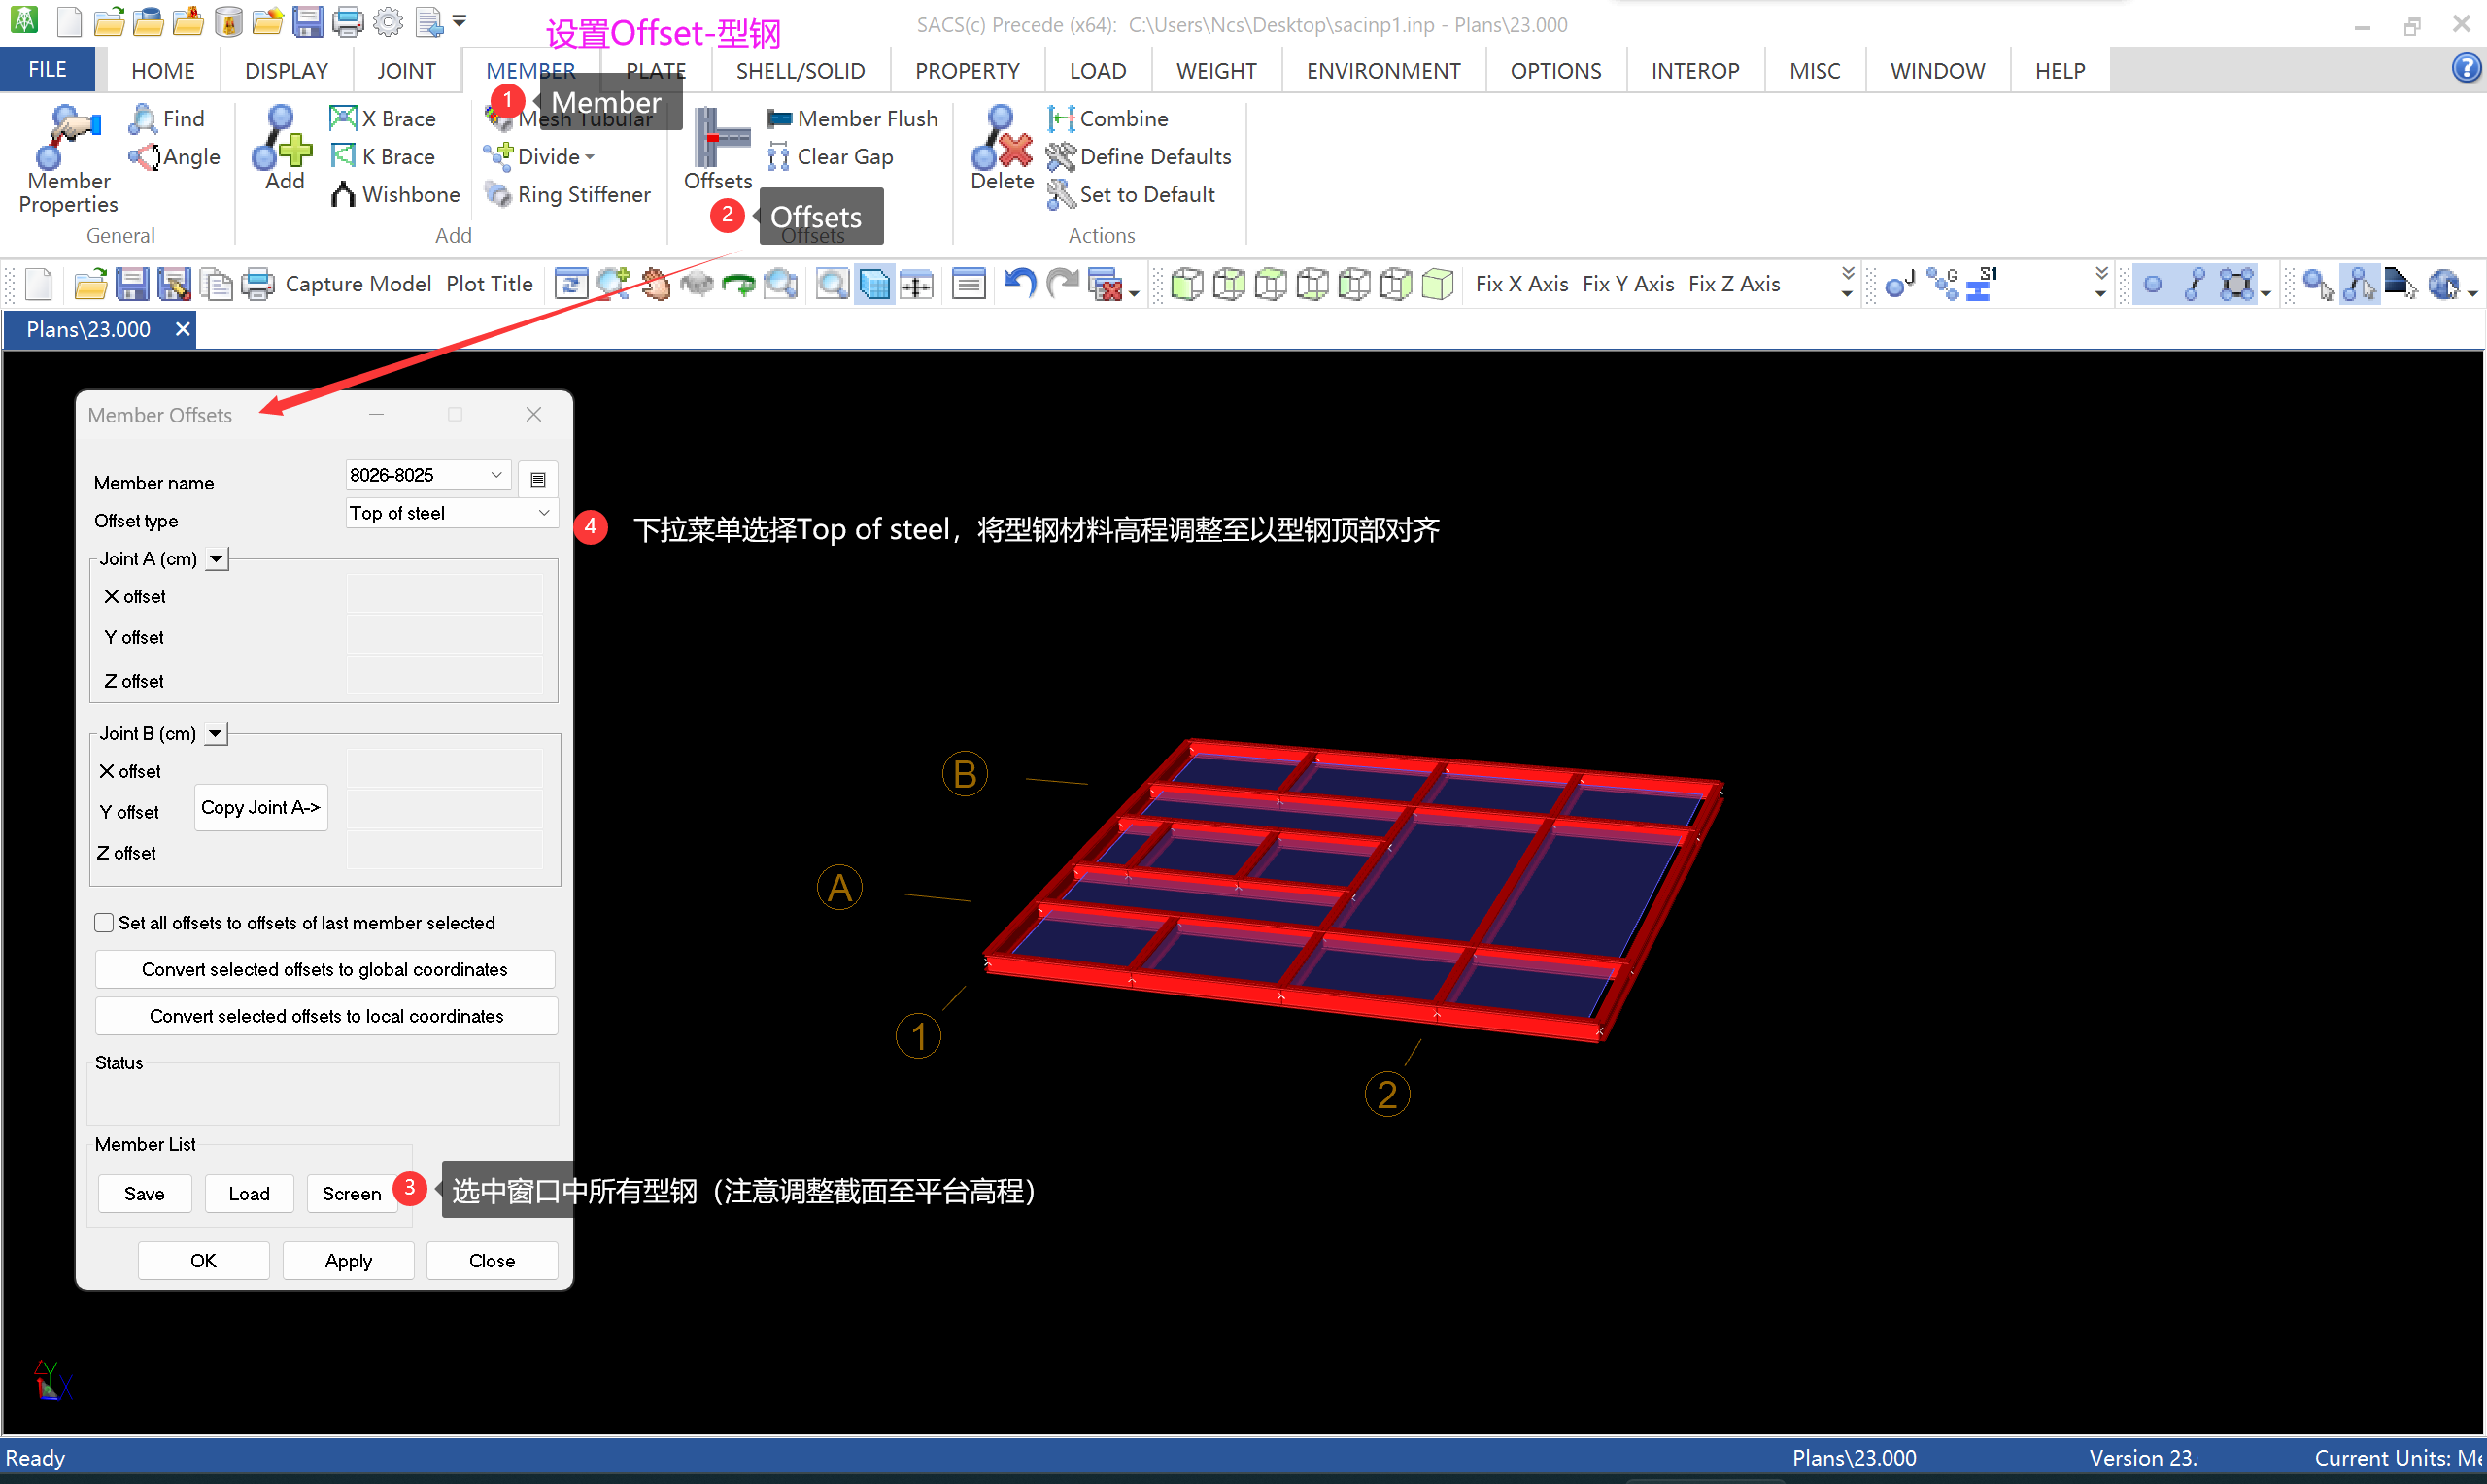 设置Offset-型钢
SACS(c) Precede (x64):  C:\Users\Ncs\Desktop\sacinp1.inp - Plans\23.000
FILE HOME DISPLAY JOINT MEMBER PLATE SHELL/SOLID PROPERTY LOAD WEIGHT ENVIRONMENT OPTIONS INTEROP MISC WINDOW HELP
1 Member
Member Properties
Find
Angle
General
Add
X Brace
K Brace
Wishbone
Mesh Tubular
Divide
Ring Stiffener
Add
Offsets
Member Flush
Clear Gap
2 Offsets
Offsets
Delete
Combine
Define Defaults
Set to Default
Actions
Capture Model Plot Title Fix X Axis Fix Y Axis Fix Z Axis J G S1
Plans\23.000
Member Offsets
Member name 8026-8025
Offset type Top of steel
4 下拉菜单选择Top of steel，将型钢材料高程调整至以型钢顶部对齐
Joint A (cm)
X offset
Y offset
Z offset
Joint B (cm)
X offset
Y offset
Copy Joint A->
Z offset
Set all offsets to offsets of last member selected
Convert selected offsets to global coordinates
Convert selected offsets to local coordinates
Status
Member List
Save Load Screen
3 选中窗口中所有型钢（注意调整截面至平台高程）
OK Apply Close
B
A
1
2
Z Y X
Ready Plans\23.000 Version 23. Current Units: Me